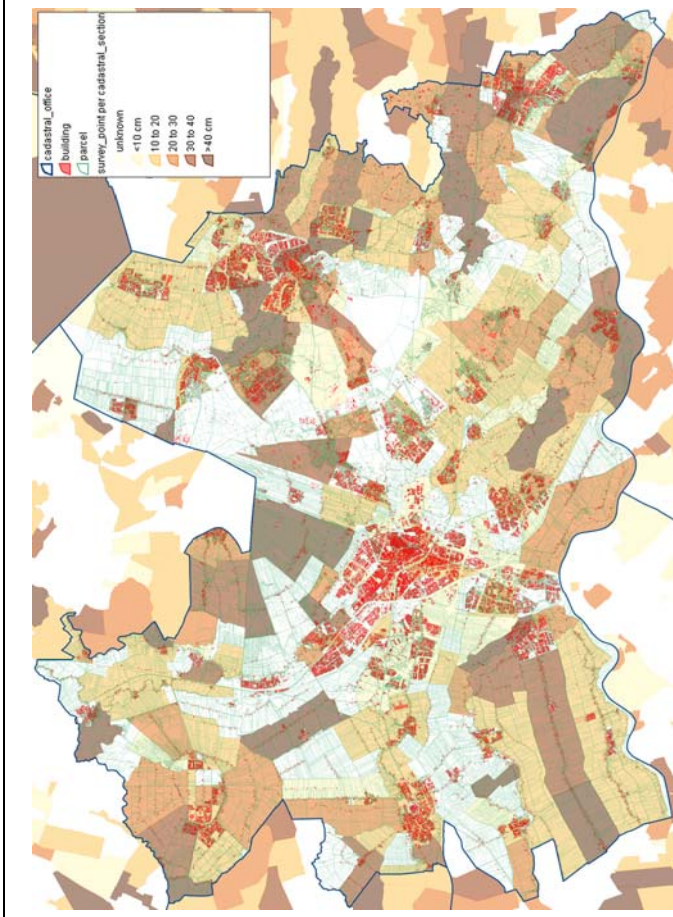 cadastral_office
building
parcel
survey_point per cadastral_section
unknown
<10 cm
10 to 20
20 to 30
30 to 40
>40 cm